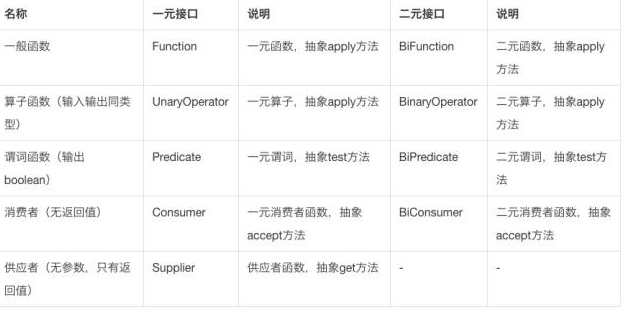 名称 一元接口 说明 二元接口 说明
一般函数 Function 一元函数，抽象apply方法 BiFunction 二元函数，抽象apply
方法
算子函数（输入输出同类 UnaryOperator 一元算子，抽象apply方法 BinaryOperator 二元算子，抽象apply
型） 方法
谓词函数（输出 Predicate 一元谓词，抽象test方法 BiPredicate 二元谓词，抽象test方
boolean） 法
消费者（无返回值） Consumer 一元消费者函数，抽象 BiConsumer 二元消费者函数，抽象
accept方法 accept方法
供应者（无参数，只有返 Supplier 供应者函数，抽象get方法 - -
回值）